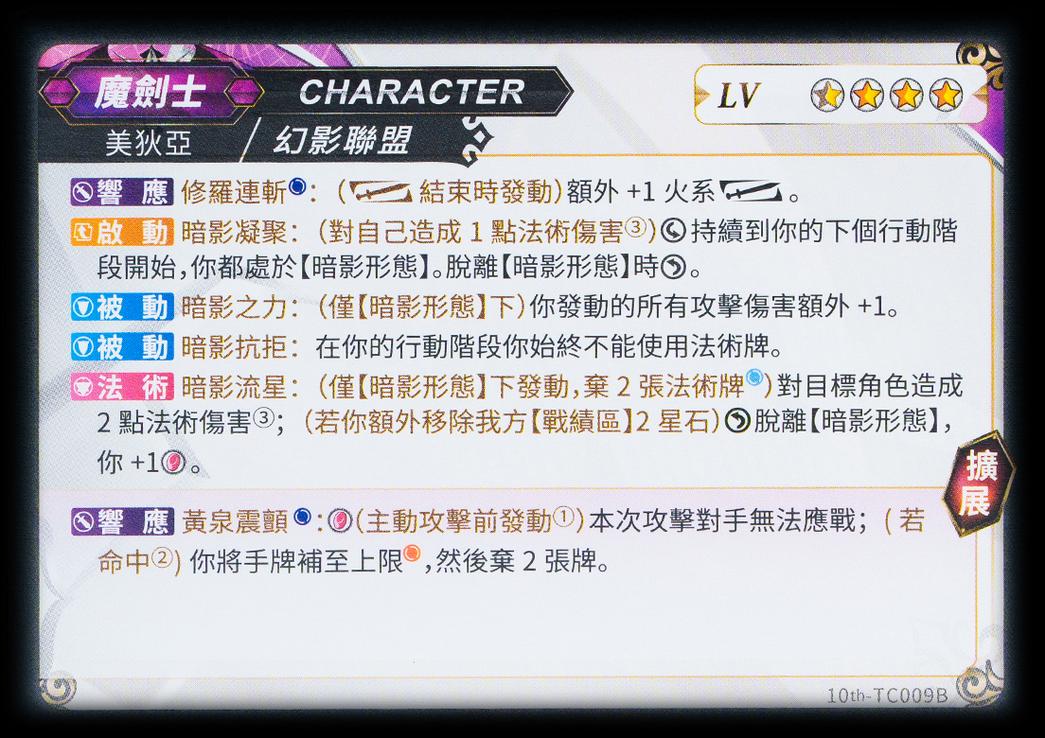 魔劍士 CHARACTER LV
美狄亞 / 幻影聯盟
響應 修羅連斬：（結束時發動）額外 +1 火系。
啟動 暗影凝聚：（對自己造成 1 點法術傷害③）持續到你的下個行動階
段開始，你都處於【暗影形態】。脫離【暗影形態】時。
被動 暗影之力：（僅【暗影形態】下）你發動的所有攻擊傷害額外 +1。
被動 暗影抗拒：在你的行動階段你始終不能使用法術牌。
法術 暗影流星：（僅【暗影形態】下發動，棄 2 張法術牌）對目標角色造成
2 點法術傷害③；（若你額外移除我方【戰績區】2 星石）脫離【暗影形態】，
你 +1。
擴展
響應 黃泉震顫：（主動攻擊前發動①）本次攻擊對手無法應戰；（若
命中②）你將手牌補至上限，然後棄 2 張牌。
10th-TC009B